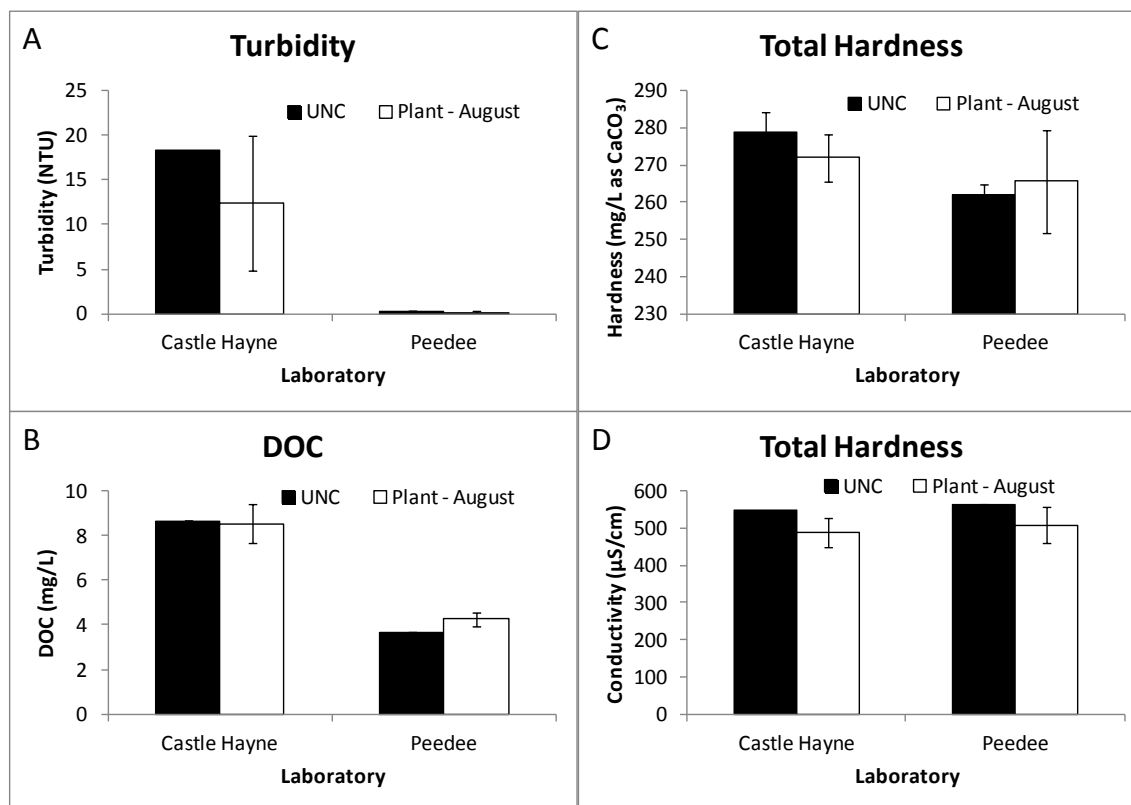 A
Turbidity
UNC Plant - August
Turbidity (NTU)
25
20
15
10
5
0
Castle Hayne Peedee
Laboratory
C
Total Hardness
UNC Plant - August
Hardness (mg/L as CaCO₃)
290
280
270
260
250
240
230
Castle Hayne Peedee
Laboratory
B
DOC
UNC Plant - August
DOC (mg/L)
10
8
6
4
2
0
Castle Hayne Peedee
Laboratory
D
Total Hardness
UNC Plant - August
Conductivity (µS/cm)
600
500
400
300
200
100
0
Castle Hayne Peedee
Laboratory